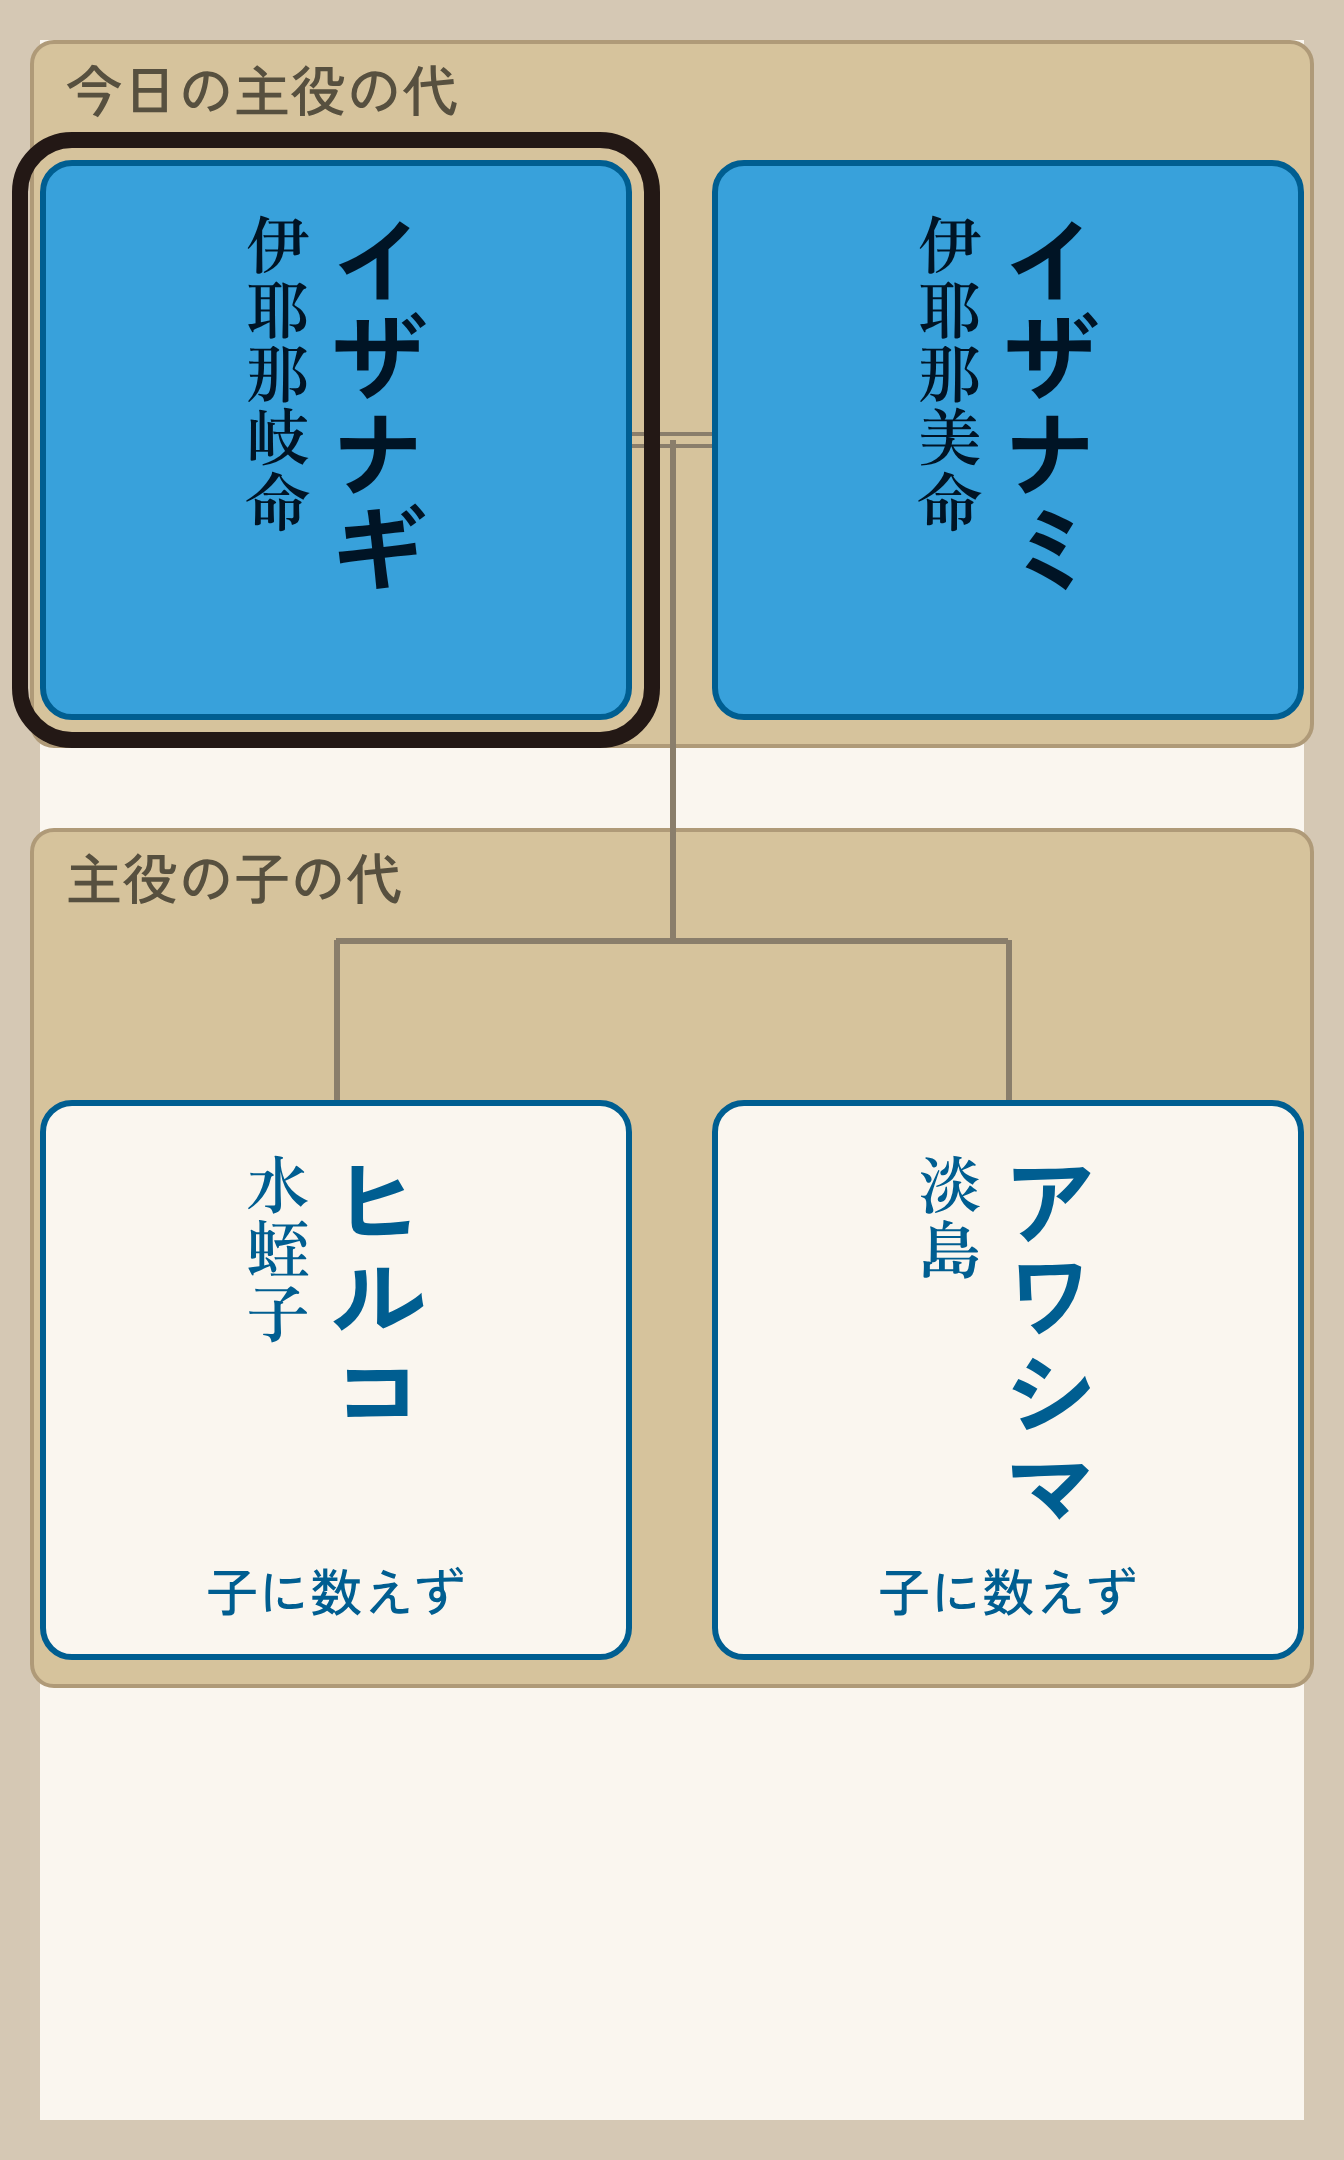 今日の主役の代
イザナギ
伊耶那岐命
イザナミ
伊耶那美命
主役の子の代
ヒルコ
水蛭子
子に数えず
アワシマ
淡島
子に数えず